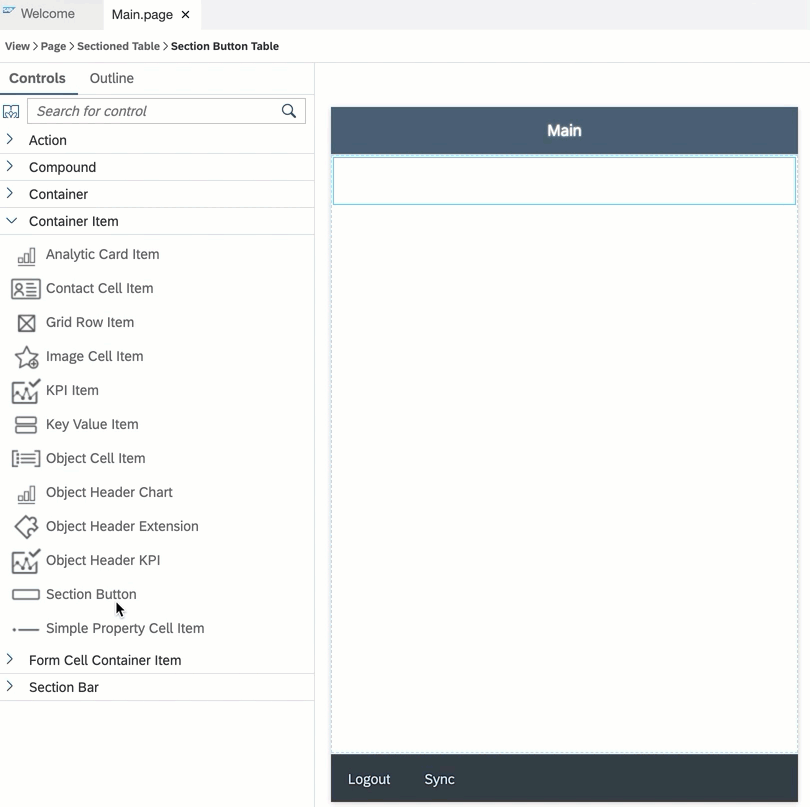 SAP Welcome
Main.page ×
View > Page > Sectioned Table > Section Button Table
Controls Outline
Search for control
Action
Compound
Container
Container Item
Analytic Card Item
Contact Cell Item
Grid Row Item
Image Cell Item
KPI Item
Key Value Item
Object Cell Item
Object Header Chart
Object Header Extension
Object Header KPI
Section Button
Simple Property Cell Item
Form Cell Container Item
Section Bar
Main
Logout Sync